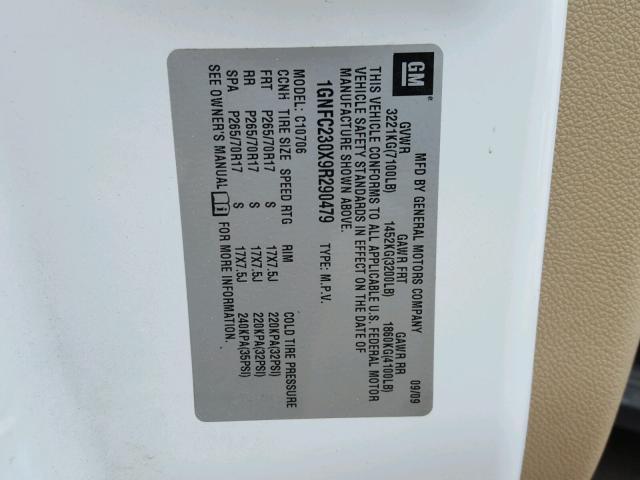 GM
MFD BY GENERAL MOTORS COMPANY 09/09
GVWR GAWR FRT GAWR RR
3221KG(7100LB) 1452KG(3200LB) 1860KG(4100LB)
THIS VEHICLE CONFORMS TO ALL APPLICABLE U.S. FEDERAL MOTOR
VEHICLE SAFETY STANDARDS IN EFFECT ON THE DATE OF
MANUFACTURE SHOWN ABOVE.
1GNFC230X9R290479 TYPE: M.P.V.
MODEL: C10706
CCNH TIRE SIZE SPEED RTG RIM COLD TIRE PRESSURE
FRT P265/70R17 S 17X7.5J 220KPA(32PSI)
RR P265/70R17 S 17X7.5J 220KPA(32PSI)
SPA P265/70R17 S 17X7.5J 240KPA(35PSI)
SEE OWNER'S MANUAL FOR MORE INFORMATION.